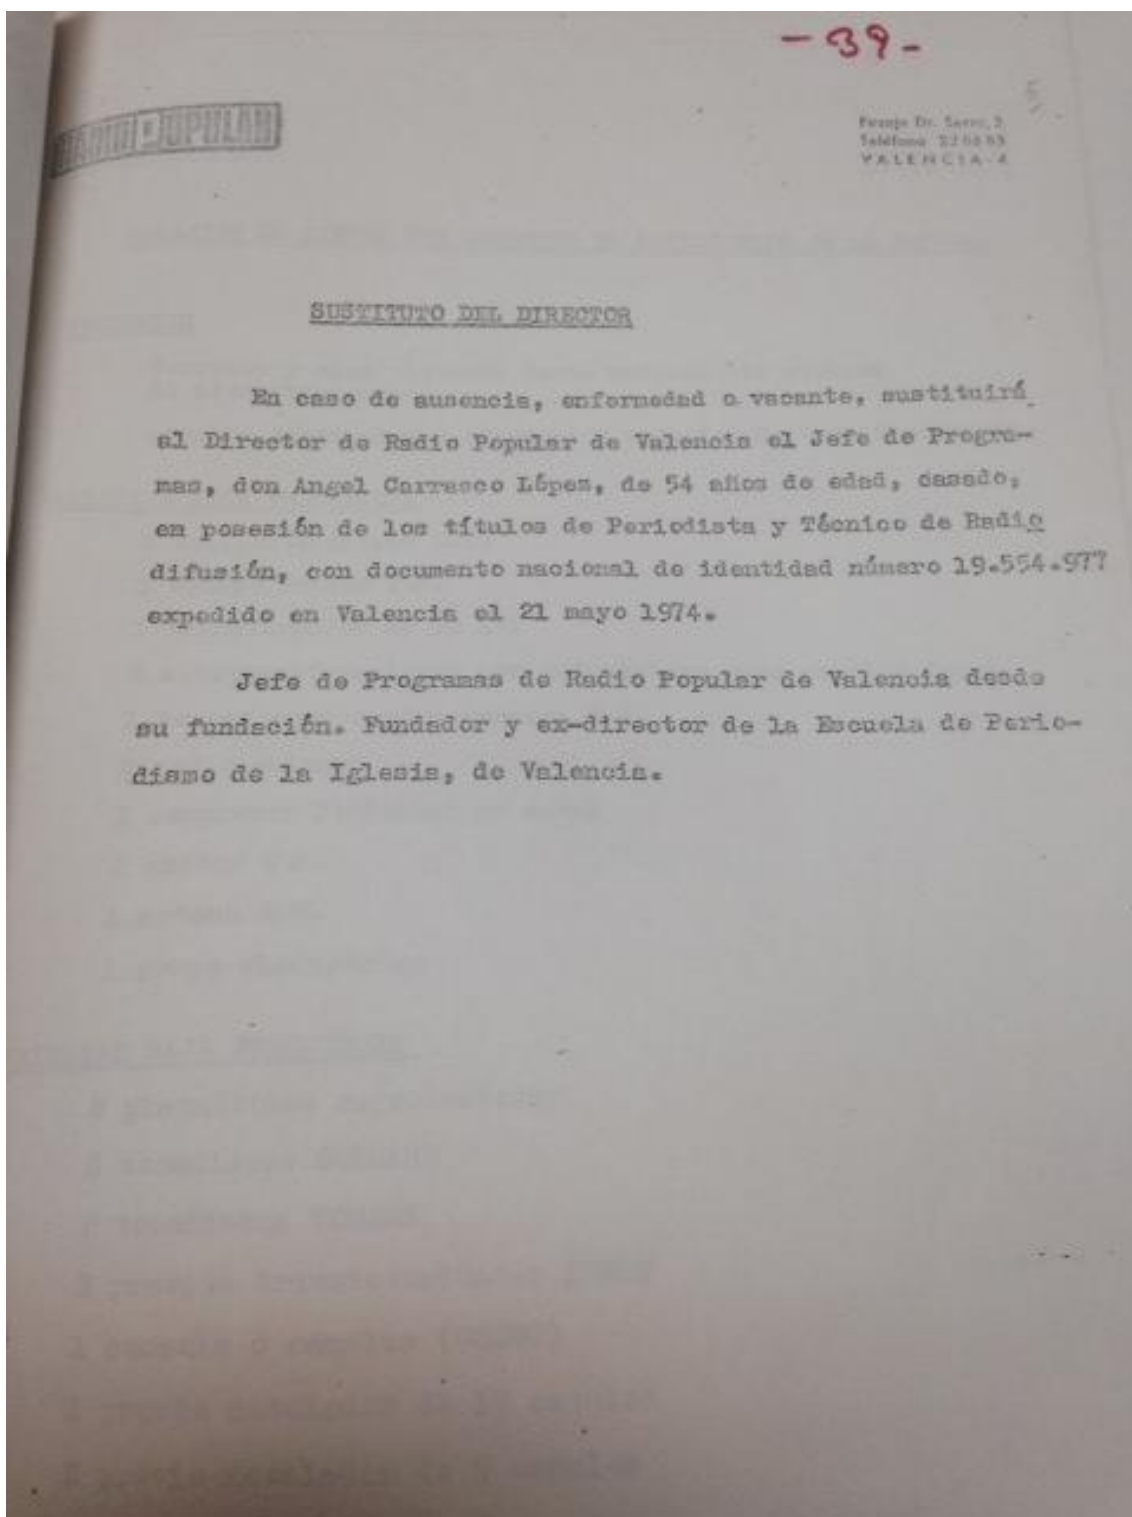 - 39 -
RADIO POPULAR
Pasaje Dr. Serra, 2
Teléfono 22
VALENCIA-4
SUSTITUTO DEL DIRECTOR
En caso de ausencia, enfermedad o vacante, sustituirá
al Director de Radio Popular de Valencia el Jefe de Progra-
mas, don Angel Carrasco López, de 54 años de edad, casado,
en posesión de los títulos de Periodista y Técnico de Radio
difusión, con documento nacional de identidad número 19.554.977
expedido en Valencia el 21 mayo 1974.
Jefe de Programas de Radio Popular de Valencia desde
su fundación. Fundador y ex-director de la Escuela de Perio-
dismo de la Iglesia, de Valencia.